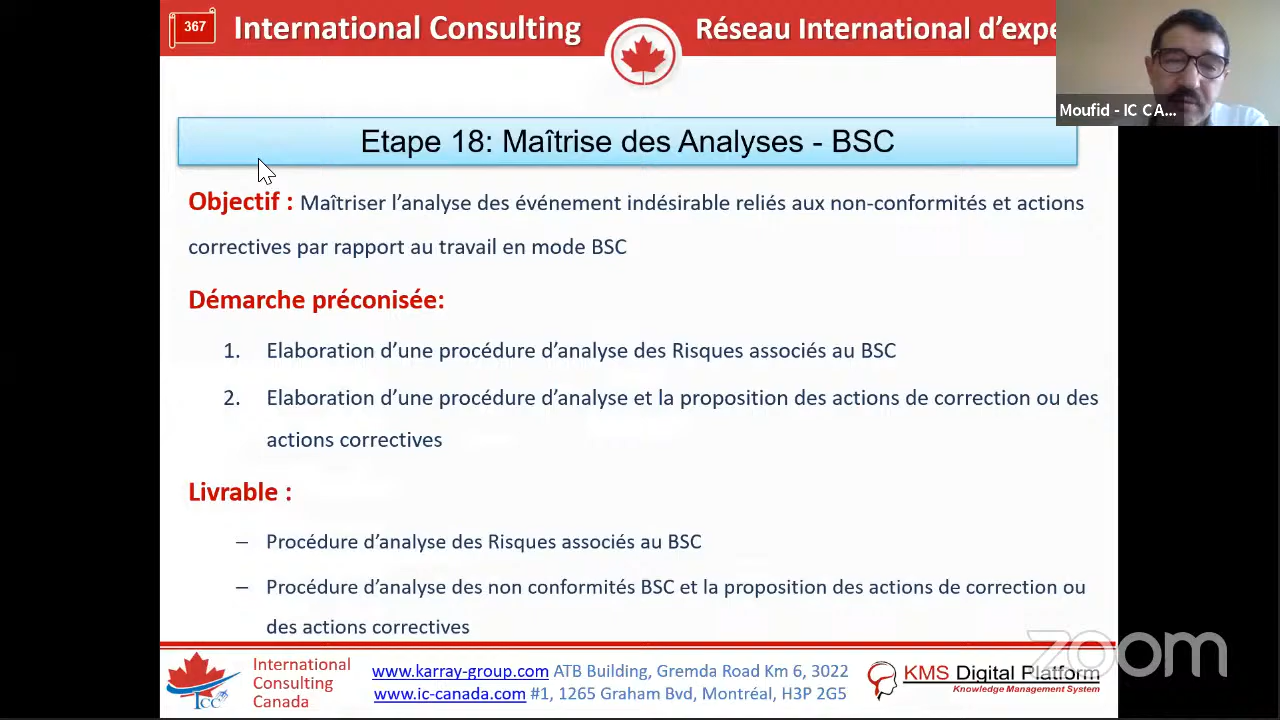 367
International Consulting
Réseau International d’expe
Moufid - IC CA...
Etape 18: Maîtrise des Analyses - BSC
Objectif : Maîtriser l’analyse des événement indésirable reliés aux non-conformités et actions
correctives par rapport au travail en mode BSC
Démarche préconisée:
1. Elaboration d’une procédure d’analyse des Risques associés au BSC
2. Elaboration d’une procédure d’analyse et la proposition des actions de correction ou des
actions correctives
Livrable :
– Procédure d’analyse des Risques associés au BSC
– Procédure d’analyse des non conformités BSC et la proposition des actions de correction ou
des actions correctives
zoom
ICC
International
Consulting
Canada
www.karray-group.com ATB Building, Gremda Road Km 6, 3022
www.ic-canada.com #1, 1265 Graham Bvd, Montréal, H3P 2G5
KMS Digital Platform
Knowledge Management System